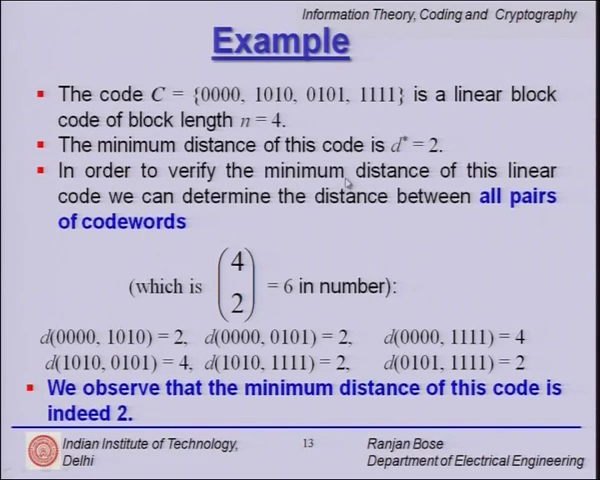 Information Theory, Coding and Cryptography
Example
▪ The code C = {0000, 1010, 0101, 1111} is a linear block
code of block length n = 4.
▪ The minimum distance of this code is d* = 2.
▪ In order to verify the minimum distance of this linear
code we can determine the distance between all pairs
of codewords
(which is (4 2) = 6 in number):
d(0000, 1010) = 2, d(0000, 0101) = 2, d(0000, 1111) = 4
d(1010, 0101) = 4, d(1010, 1111) = 2, d(0101, 1111) = 2
▪ We observe that the minimum distance of this code is
indeed 2.
Indian Institute of Technology, 13 Ranjan Bose
Delhi Department of Electrical Engineering